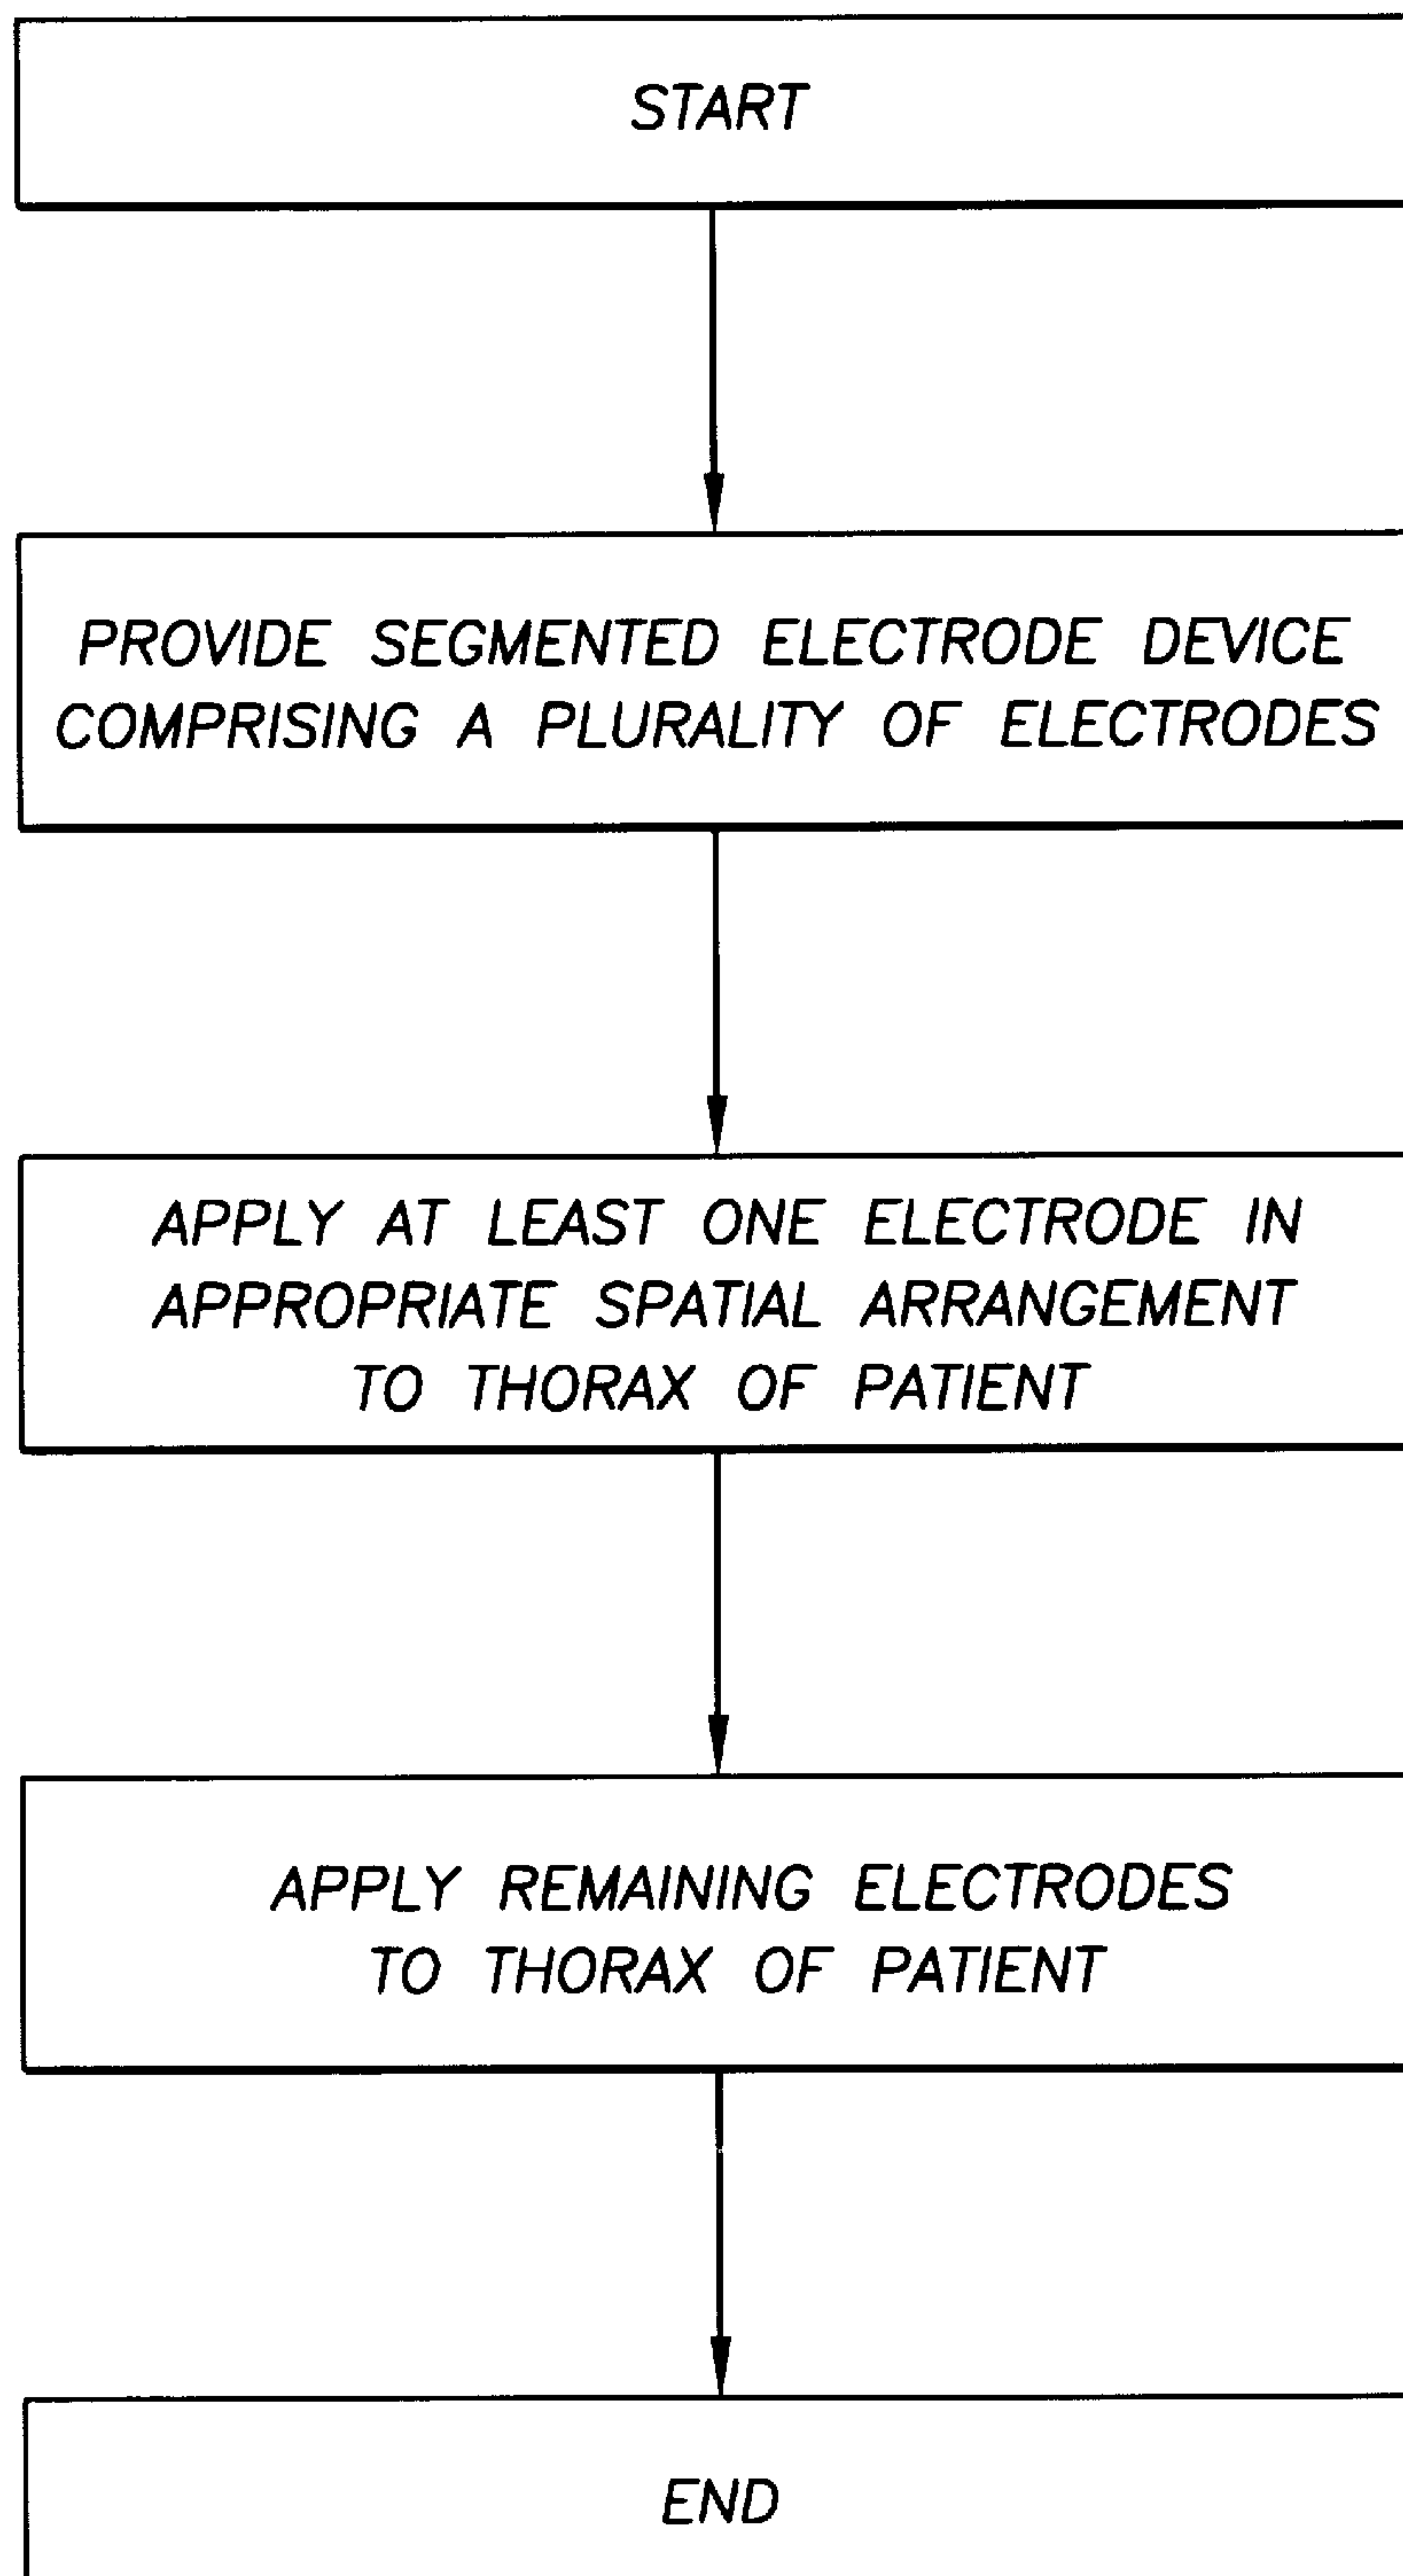 START
PROVIDE SEGMENTED ELECTRODE DEVICE
COMPRISING A PLURALITY OF ELECTRODES
APPLY AT LEAST ONE ELECTRODE IN
APPROPRIATE SPATIAL ARRANGEMENT
TO THORAX OF PATIENT
APPLY REMAINING ELECTRODES
TO THORAX OF PATIENT
END